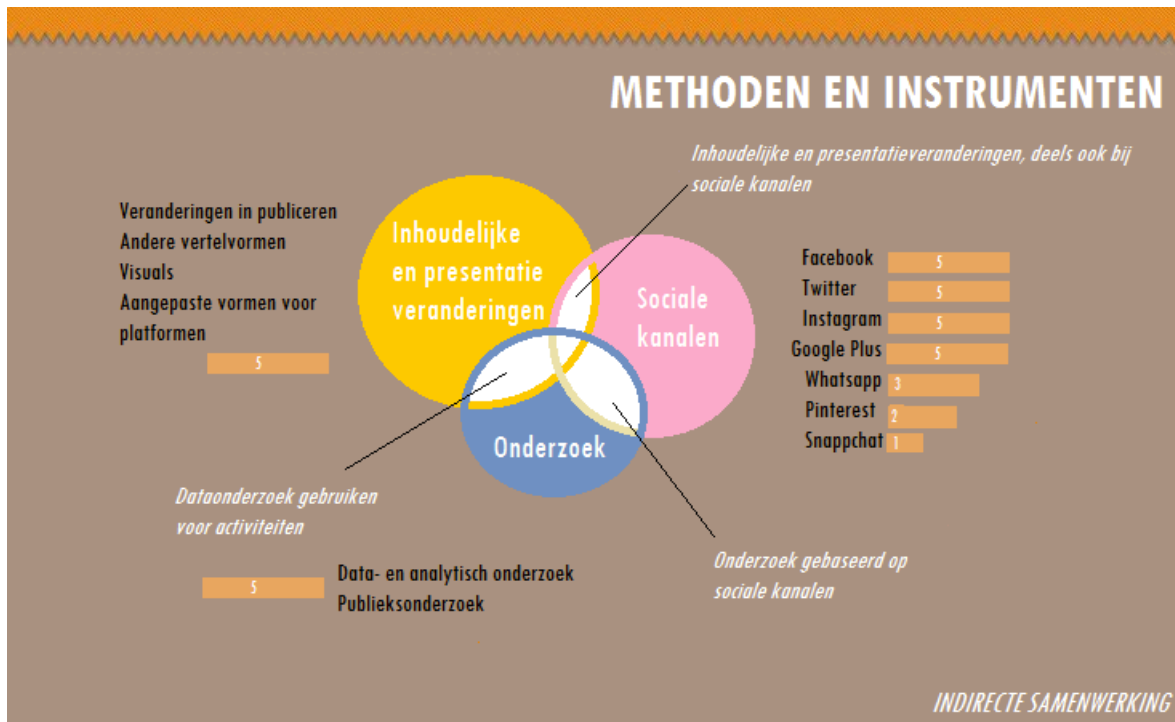 METHODEN EN INSTRUMENTEN
Inhoudelijke en presentatieveranderingen, deels ook bij
sociale kanalen
Veranderingen in publiceren
Andere vertelvormen
Visuals
Aangepaste vormen voor
platformen
5
Inhoudelijke
en presentatie
veranderingen
Sociale
kanalen
Onderzoek
Facebook 5
Twitter 5
Instagram 5
Google Plus 5
Whatsapp 3
Pinterest 2
Snappchat 1
Dataonderzoek gebruiken
voor activiteiten
Onderzoek gebaseerd op
sociale kanalen
5
Data- en analytisch onderzoek
Publieksonderzoek
INDIRECTE SAMENWERKING